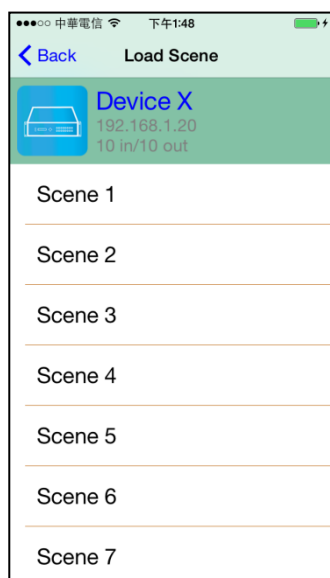 中華電信 下午1:48
Back Load Scene
Device X
192.168.1.20
10 in/10 out
Scene 1
Scene 2
Scene 3
Scene 4
Scene 5
Scene 6
Scene 7